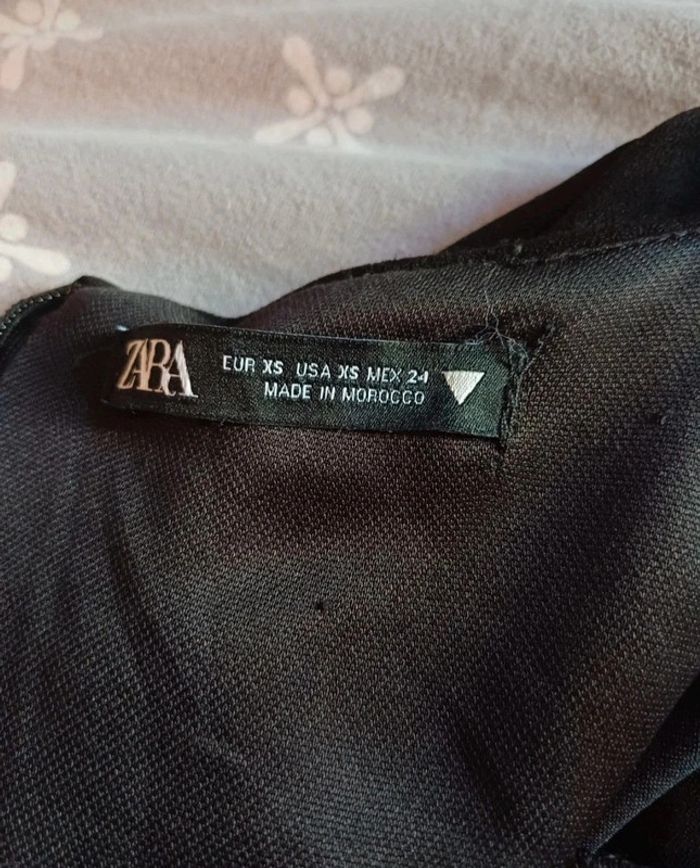 ZARA
EUR XS USA XS MEX 24
MADE IN MOROCCO